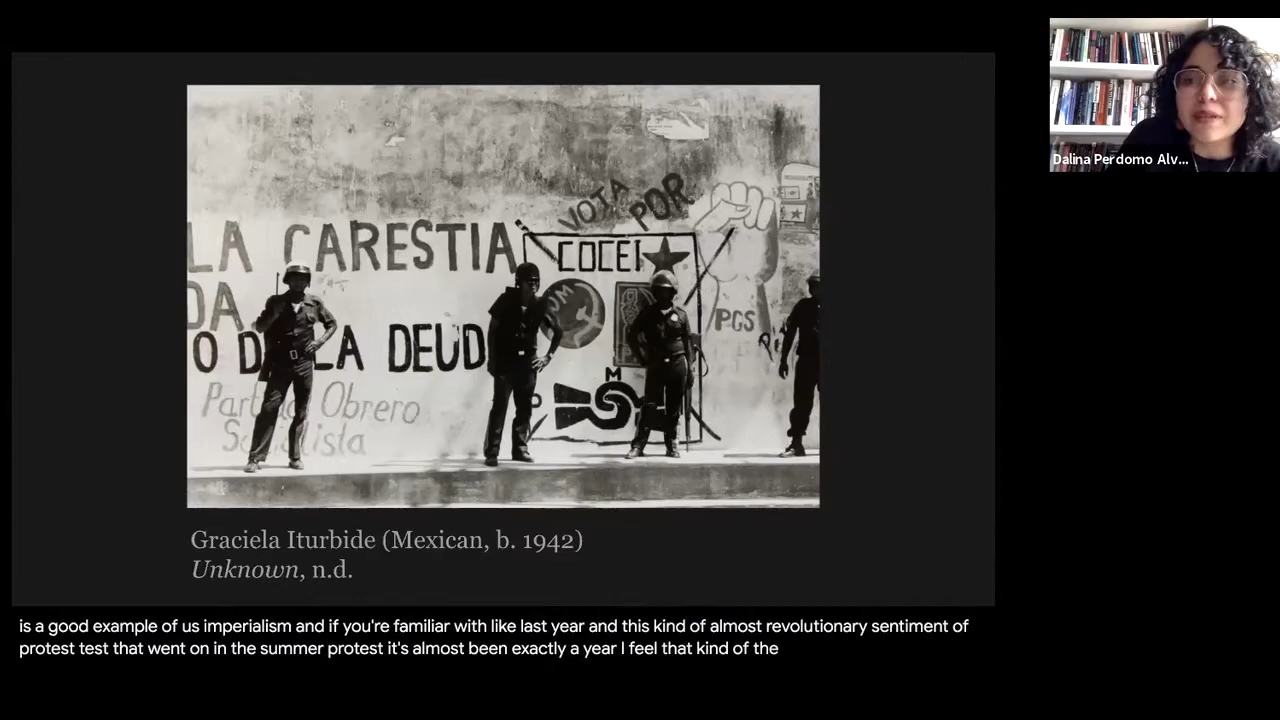 Dalina Perdomo Alv...
VOTA POR
LA CARESTIA
COCEI
DA
PGS
O D LA DEUD
M
Partido Obrero
Socialista
Graciela Iturbide (Mexican, b. 1942)
Unknown, n.d.
is a good example of us imperialism and if you're familiar with like last year and this kind of almost revolutionary sentiment of
protest test that went on in the summer protest it's almost been exactly a year I feel that kind of the